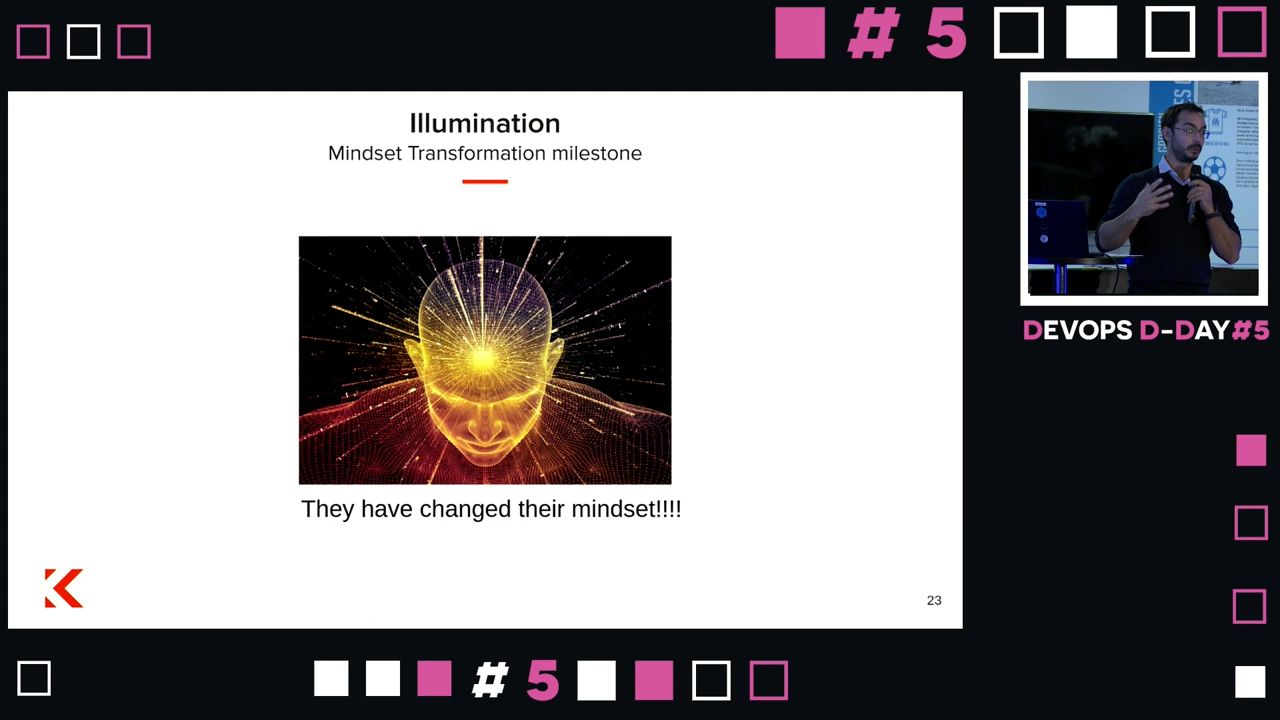 # 5
Illumination
Mindset Transformation milestone
They have changed their mindset!!!!
23
DEVOPS D-DAY#5
# 5